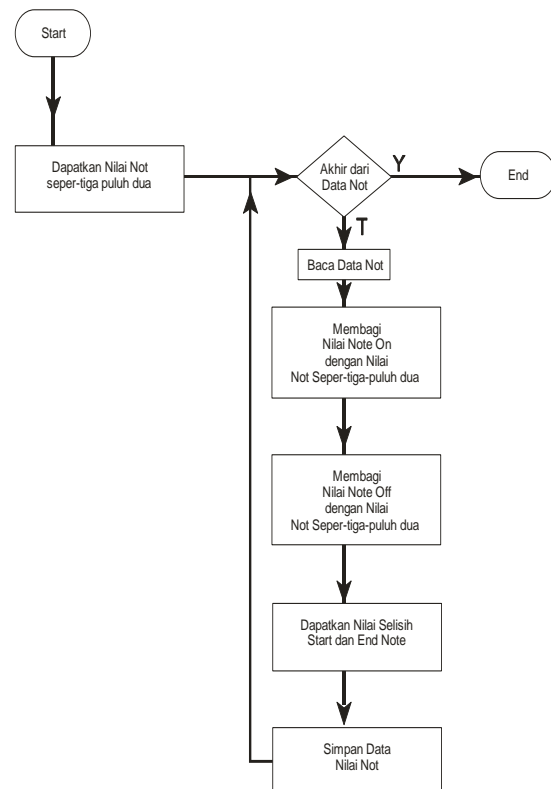 Start
Dapatkan Nilai Not
seper-tiga puluh dua
Akhir dari
Data Not
Y
End
T
Baca Data Not
Membagi
Nilai Note On
dengan Nilai
Not Seper-tiga-puluh dua
Membagi
Nilai Note Off
dengan Nilai
Not Seper-tiga-puluh dua
Dapatkan Nilai Selisih
Start dan End Note
Simpan Data
Nilai Not